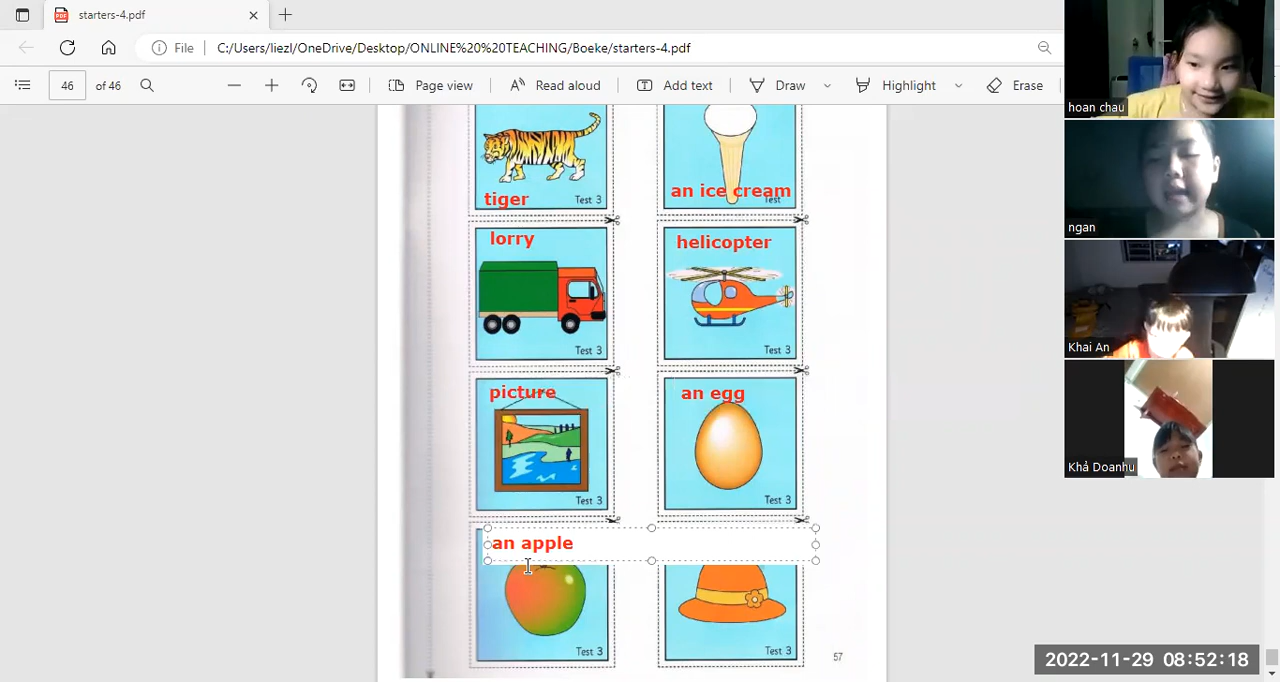 starters-4.pdf
File
C:/Users/liezl/OneDrive/Desktop/ONLINE%20%20TEACHING/Boeke/starters-4.pdf
46 of 46
Page view
Read aloud
Add text
Draw
Highlight
Erase
tiger
Test 3
an ice cream
Test
lorry
Test 3
helicopter
Test 3
picture
Test 3
an egg
Test 3
an apple
Test 3
Test 3
57
hoan chau
ngan
Khai An
Khả Doanhu
2022-11-29 08:52:18